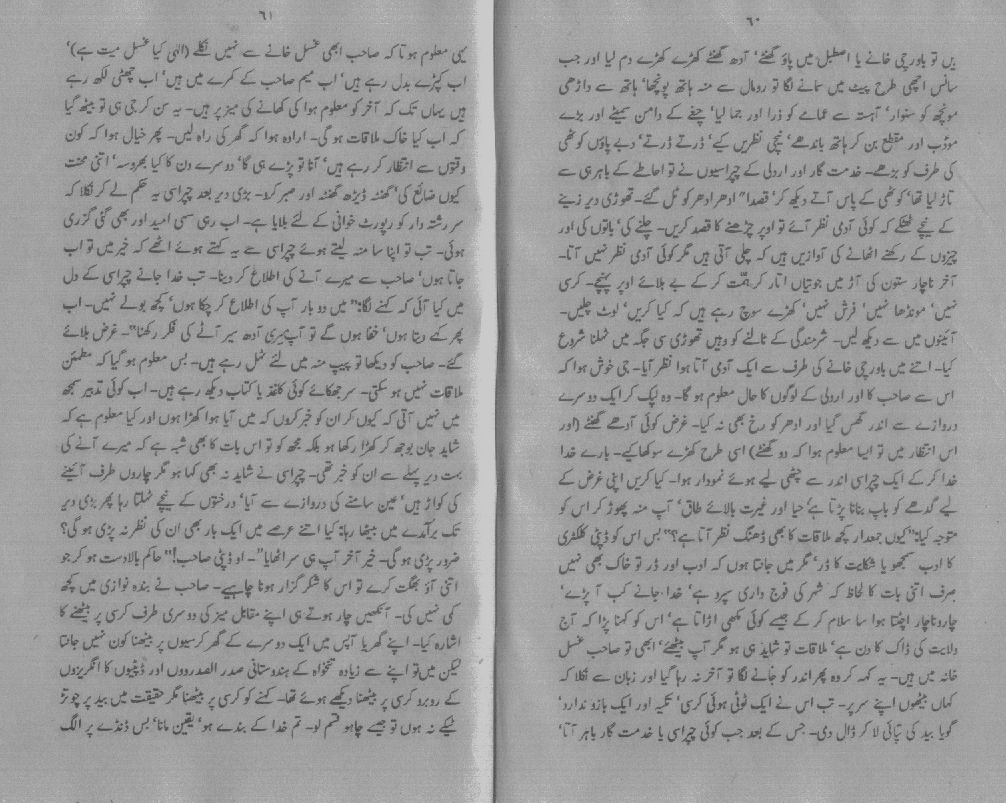 ۶۰
یں تو باورچی خانے یا اصطبل میں پاؤ گھنٹے، آدھ گھنٹے کھڑے کھڑے دم لیا اور جب
سانس اچھی طرح پیٹ میں سمانے لگا تو رومال سے منہ ہاتھ پونچھا، ہاتھ سے داڑھی
مونچھ کو سنوار، آہستہ سے عمامے کو ذرا اور جما لیا، چغے کے دامن سمیٹے اور بڑے
مودب اور مقطع بن کر ہاتھ باندھے، نیچی نظریں کیے، ڈرتے ڈرتے، دبے پاؤں کوٹھی
کی طرف کو بڑھے۔ خدمت گار اور اردلی کے چپراسیوں نے تو احاطے کے باہر ہی سے
تاڑ لیا تھا، کوٹھی کے پاس آتے دیکھ کر، قصداً ادھر ادھر کو ٹل گئے۔ تھوڑی دیر زینے
کے نیچے ٹھٹکے کہ کوئی آدمی نظر آئے تو اوپر چڑھنے کا قصد کریں۔ چلنے کی، باتوں کی اور
چیزوں کے رکھنے اٹھانے کی آوازیں ہیں کہ چلی آتی ہیں مگر کوئی آدمی نظر نہیں آتا۔
آخر ناچار ستون کی آڑ میں جوتیاں اتار کر ہمت کر کے بے بلائے اوپر پہنچے۔ کرسی
نہیں، مونڈھا نہیں، فرش نہیں، کھڑے سوچ رہے ہیں کہ کیا کریں، لوٹ چلیں۔
آئینوں میں سے دیکھ لیں۔ شرمندگی کے ٹالنے کو وہیں تھوڑی سی جگہ میں ٹہلنا شروع
کیا۔ اتنے میں باورچی خانے کی طرف سے ایک آدمی آتا ہوا نظر آیا۔ جی خوش ہوا کہ
اس سے صاحب کا اور اردلی کے لوگوں کا حال معلوم ہو گا۔ وہ لپک کر ایک دوسرے
دروازے سے اندر گھس گیا اور ادھر کو رخ بھی نہ کیا۔ غرض کوئی آدھے گھنٹے (اور
اس انتظار میں تو ایسا معلوم ہوا کہ دو گھنٹے) اسی طرح کھڑے سوکھا کیے۔ بارے خدا
خدا کر کے ایک چپراسی اندر سے چٹھی لیے ہوئے نمودار ہوا۔ کیا کریں اپنی غرض کے
لیے گدھے کو باپ بنانا پڑتا ہے، حیا اور غیرت بالائے طاق، آپ منہ پھوڑ کر اس کو
متوجہ کیا: "کیوں جمعدار کچھ ملاقات کا بھی ڈھنگ نظر آتا ہے؟" بس اس کو ڈپٹی کلکٹری
کا ادب سمجھو یا شکایت کا ڈر، مگر میں جانتا ہوں کہ ادب اور ڈر تو خاک بھی نہیں
صرف اتنی بات کا لحاظ کہ شہر کی فوج داری سپرد ہے، خدا جانے کب آ پڑے،
چاروناچار اچٹتا ہوا سا سلام کر کے جیسے کوئی مکھی اڑاتا ہے، اس کو کہنا پڑا کہ آج
ولایت کی ڈاک کا دن ہے، ملاقات تو شاید ہی ہو مگر آپ بیٹھئے، ابھی تو صاحب غسل
خانہ میں ہیں۔ یہ کہہ کر وہ پھر اندر کو جانے لگا تو آخر نہ رہا گیا اور زبان سے نکلا کہ
کہاں بیٹھوں اپنے سر پر۔ تب اس نے ایک ٹوٹی ہوئی کرسی، تکیہ اور ایک بازو ندارد،
گویا بید کی تپائی لا کر ڈال دی۔ جس کے بعد جب کوئی چپراسی یا خدمت گار باہر آتا،
۶۱
یہی معلوم ہوتا کہ صاحب ابھی غسل خانے سے نہیں نکلے (الٰہی کیا غسل میت ہے)،
اب کپڑے بدل رہے ہیں، اب میم صاحب کے کمرے میں ہیں، اب چٹھی لکھ رہے
ہیں یہاں تک کہ آخر کو معلوم ہوا کی کھانے کی میز پر ہیں۔ یہ سن کر جی ہی تو بیٹھ گیا
کہ اب کیا خاک ملاقات ہو گی۔ ارادہ ہوا کہ گھر کی راہ لیں۔ پھر خیال ہوا کہ کون
وقتوں سے انتظار کر رہے ہیں، آنا تو پڑے ہی گا، دوسرے دن کا کیا بھروسہ، اتنی محنت
کیوں ضائع کی، گھنٹہ ڈیڑھ گھنٹہ اور صبر کرو۔ بڑی دیر بعد چپراسی یہ حکم لے کر نکلا کہ
سر رشتہ دار کو رپورٹ خوانی کے لئے بلایا ہے۔ اب رہی سہی امید اور بھی گئی گزری
ہوئی۔ تب تو اپنا سا منہ لیتے ہوئے چپراسی سے یہ کہتے ہوئے اٹھے کہ خیر میں تو اب
جاتا ہوں، صاحب سے میرے آنے کی اطلاع کر دینا۔ تب خدا جانے چپراسی کے دل
میں کیا آئی کہ کہنے لگا: "میں دو بار آپ کی اطلاع کر چکا ہوں، کچھ بولے نہیں۔ اب
پھر کہے دیتا ہوں، خفا ہوں گے تو آپ میری آدھ سیر آٹے کی فکر رکھنا"۔ غرض بلائے
گئے۔ صاحب کو دیکھا تو پیپ منہ میں لئے ٹہل رہے ہیں۔ بس معلوم ہو گیا کہ مطمئن
ملاقات نہیں ہو سکتی۔ سر جھکائے کوئی کاغذ یا کتاب دیکھ رہے ہیں۔ اب کوئی تدبیر سمجھ
میں نہیں آتی کہ کیوں کر ان کو خبر کروں کہ میں آیا ہوا کھڑا ہوں اور کیا معلوم ہے کہ
شاید جان بوجھ کر کھڑا رکھا ہو بلکہ مجھ کو تو اس بات کا بھی شبہ ہے کہ میرے آنے کی
بہت دیر پہلے سے ان کو خبر تھی۔ چپراسی نے شاید نہ بھی کہا ہو مگر چاروں طرف آئینے
کی کواڑ ہیں، عین سامنے کی دروازے سے آیا، درختوں کے نیچے ٹہلتا رہا پھر بڑی دیر
تک برآمدے میں بیٹھا رہا؛ کیا اتنے عرصے میں ایک بار بھی ان کی نظر نہ پڑی ہو گی؟
ضرور پڑی ہو گی۔ خیر آخر آپ ہی سر اٹھایا"۔ او ڈپٹی صاحب!" حاکم بالادست ہو کر جو
اتنی آؤ بھگت کرے تو اس کا شکر گزار ہونا چاہیے۔ صاحب نے بندہ نوازی میں کچھ
کمی نہیں کی۔ آنکھیں چار ہوتے ہی اپنے مقابل میز کی دوسری طرف کرسی پر بیٹھنے کا
اشارہ کیا۔ اپنے گھر یا آپس میں ایک دوسرے کے گھر کرسیوں پر بیٹھنا کون نہیں جانتا
لیکن میں تو اپنے سے زیادہ تنخواہ کے ہندوستانی صدر الصدروں اور ڈپٹیوں کا انگریزوں
کے روبرو کرسی پر بیٹھنا دیکھے ہوئے تھا۔ کہنے کو کرسی پر بیٹھنا مگر حقیقت میں بید پر چوتڑ
ٹیکے نہ ہوں تو جیسے چاہو قسم لو۔ تم خدا کے بندے ہو، یقین مانا، بس ڈنڈے پر الگ